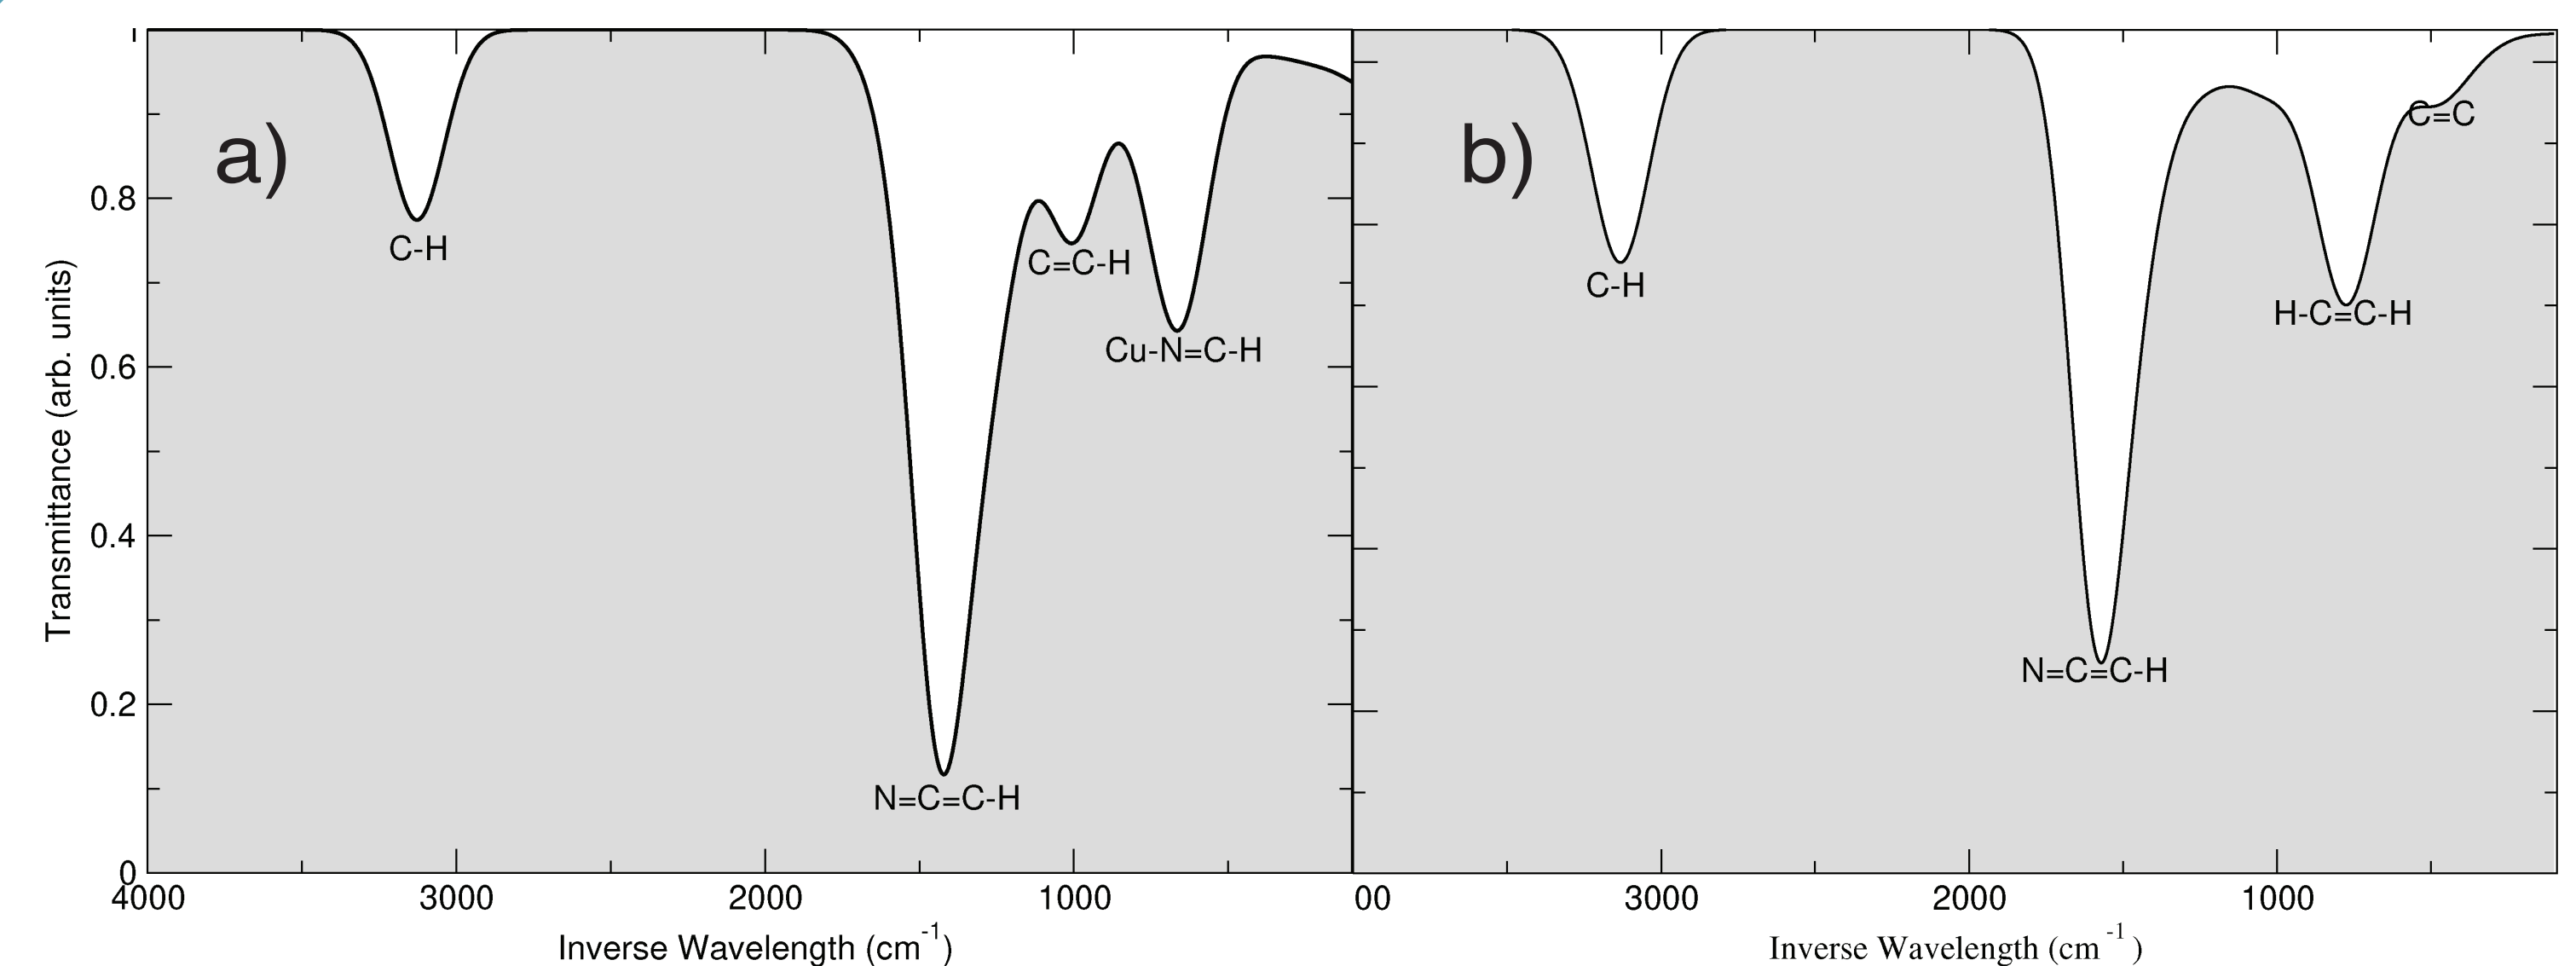 a)
b)
1
0.8
0.6
0.4
0.2
0
Transmittance (arb. units)
C-H
C=C-H
Cu-N=C-H
N=C=C-H
4000 3000 2000 1000
Inverse Wavelength (cm-1)
C-H
C=C
H-C=C-H
N=C=C-H
00 3000 2000 1000
Inverse Wavelength (cm-1)